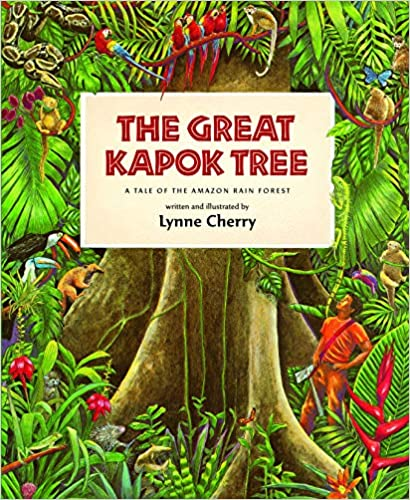 THE GREAT
KAPOK TREE
A TALE OF THE AMAZON RAIN FOREST
written and illustrated by
Lynne Cherry